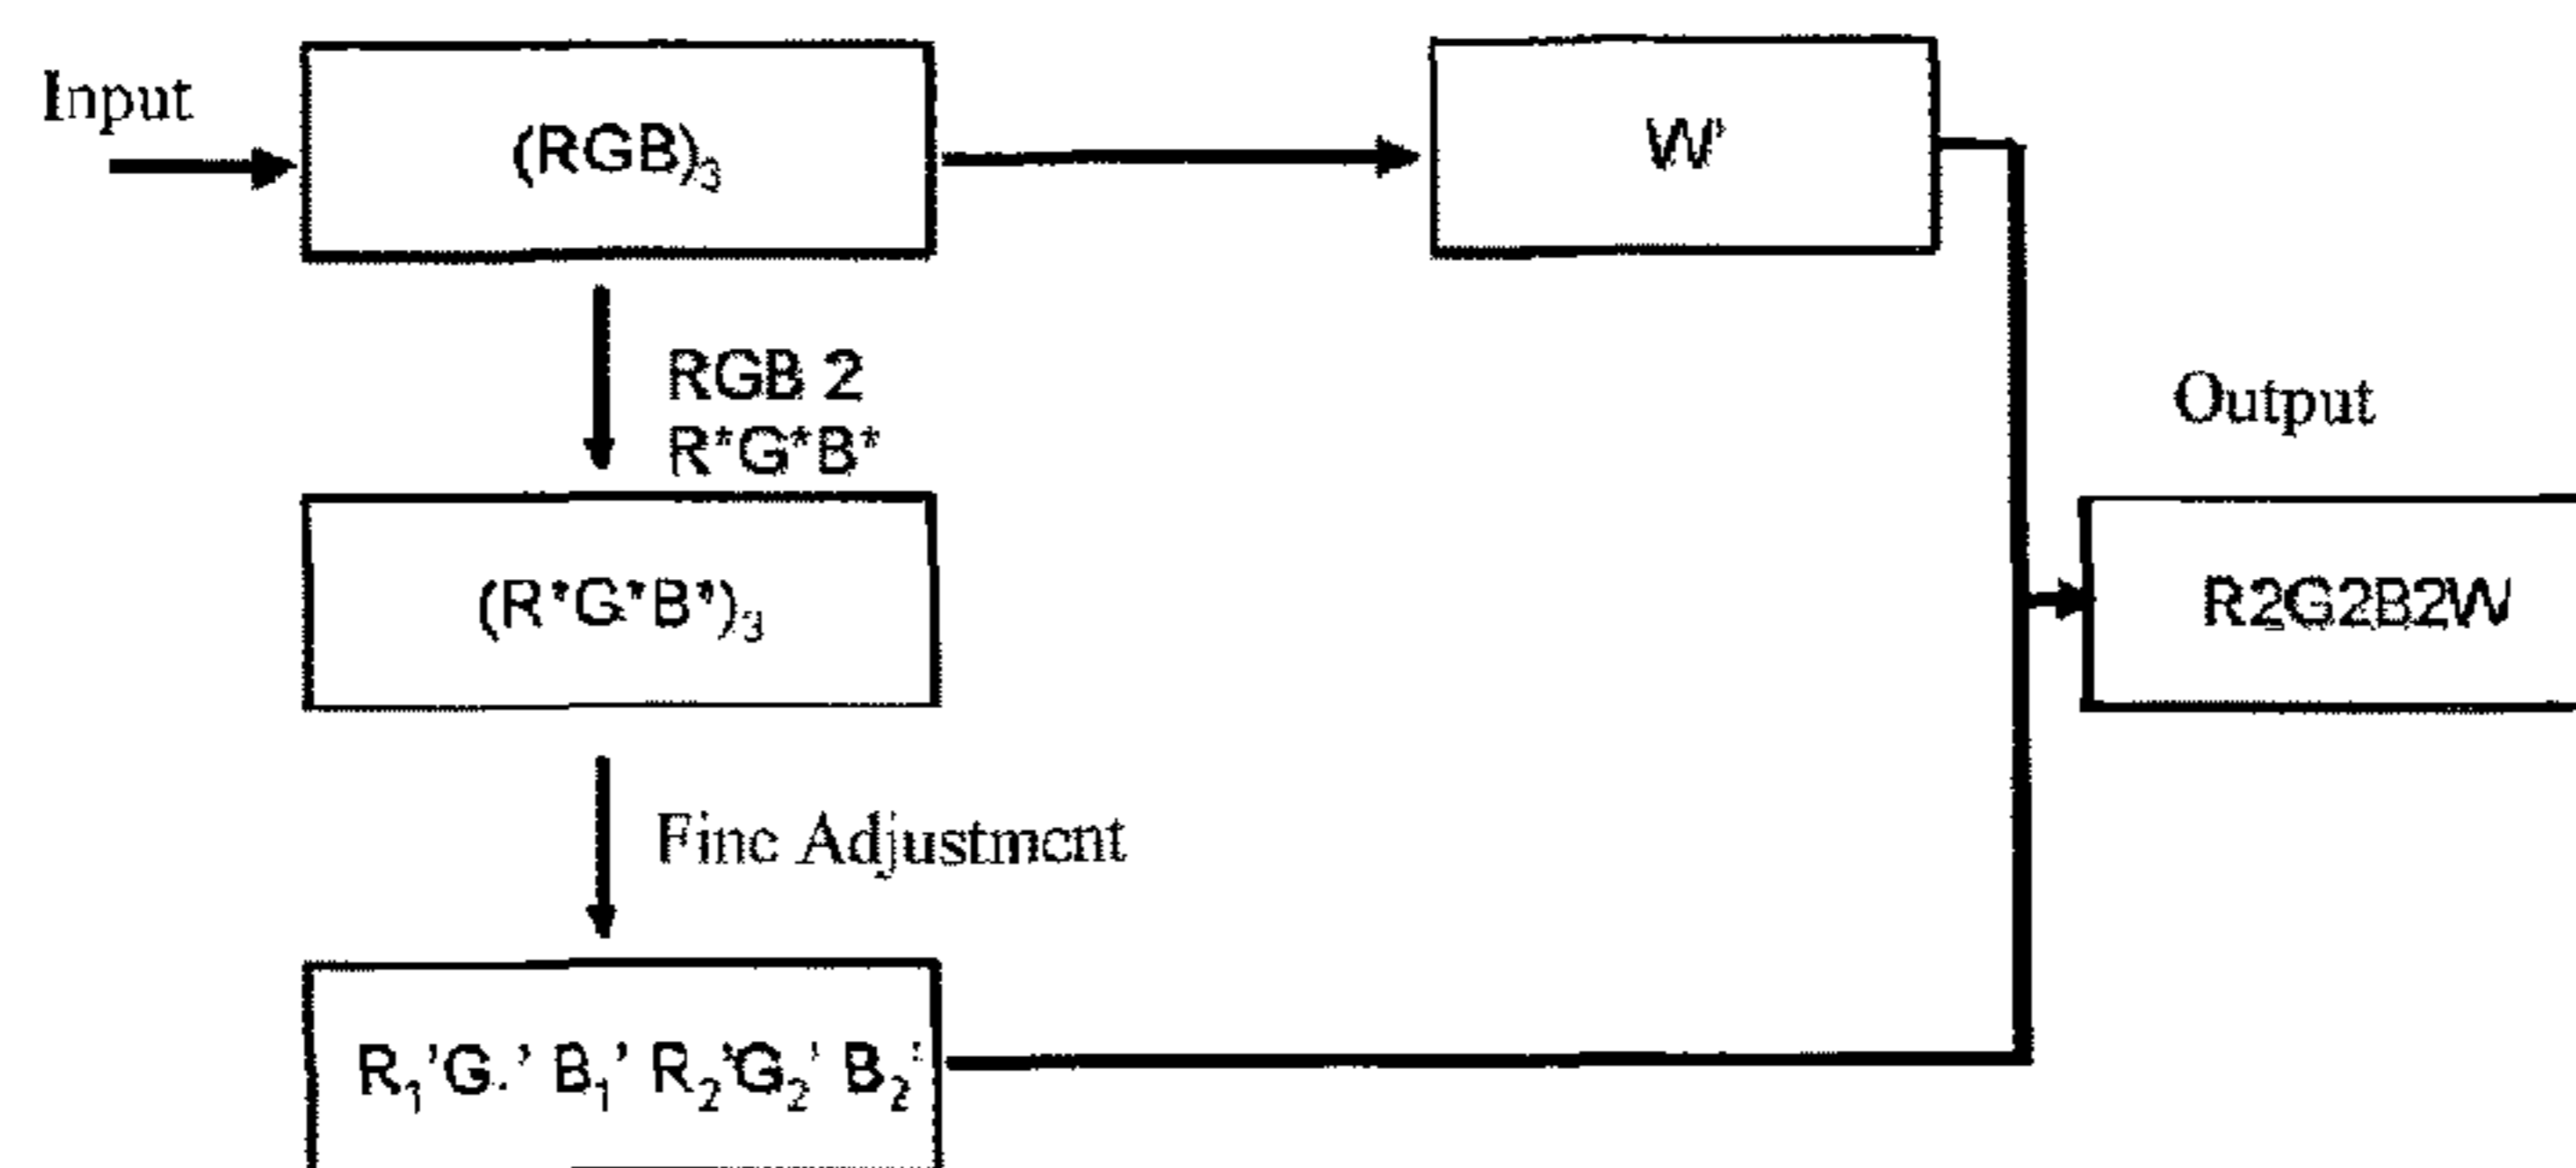 Input
(RGB)₃
W'
RGB 2
R*G*B*
Output
(R*G*B*)₃
R2G2B2W
Fine Adjustment
R₁'G.' B₁' R₂'G₂' B₂'